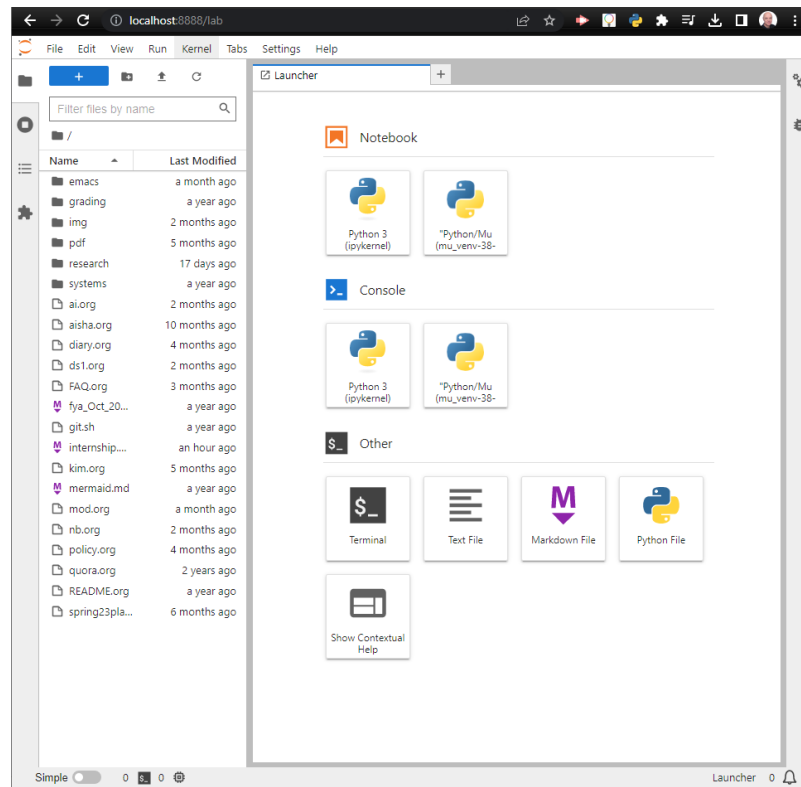 localhost:8888/lab
File Edit View Run Kernel Tabs Settings Help
Launcher
Filter files by name
/
Name Last Modified
emacs a month ago
grading a year ago
img 2 months ago
pdf 5 months ago
research 17 days ago
systems a year ago
ai.org 2 months ago
aisha.org 10 months ago
diary.org 4 months ago
ds1.org 2 months ago
FAQ.org 3 months ago
fya_Oct_20... a year ago
git.sh a year ago
internship.... an hour ago
kim.org 5 months ago
mermaid.md a year ago
mod.org a month ago
nb.org 2 months ago
policy.org 4 months ago
quora.org 2 years ago
README.org a year ago
spring23pla... 6 months ago
Notebook
Python 3
(ipykernel)
"Python/Mu
(mu_venv-38-
Console
Python 3
(ipykernel)
"Python/Mu
(mu_venv-38-
$_ Other
$_
Terminal
Text File
M
Markdown File
Python File
Show Contextual
Help
Simple 0 $_ 0
Launcher 0